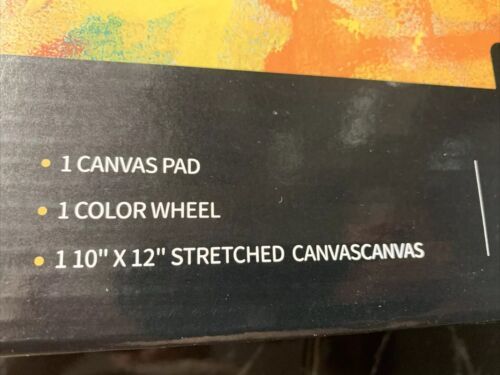 • 1 CANVAS PAD
• 1 COLOR WHEEL
• 1 10" X 12" STRETCHED CANVASCANVAS